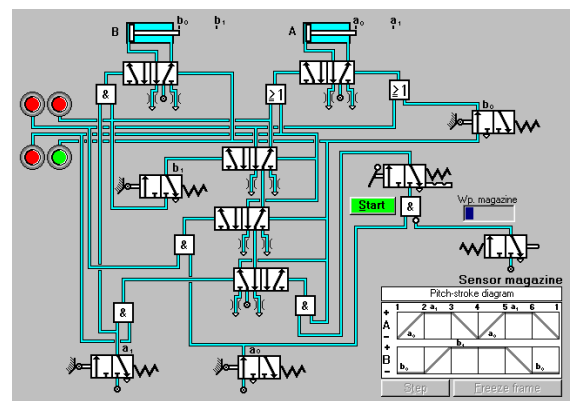 b₀ b₁ a₀ a₁
B A
& ≥1 ≥1
b₀
b₁
Start & Wp. magazine
&
Sensor magazine
& &
a₁ a₀
Pitch-stroke diagram
1 2 a₁ 3 4 5 a₁ 6 1
+
A
a₀ a₀
−
+ b₁
B
b₀ b₀
−
Step Freeze frame